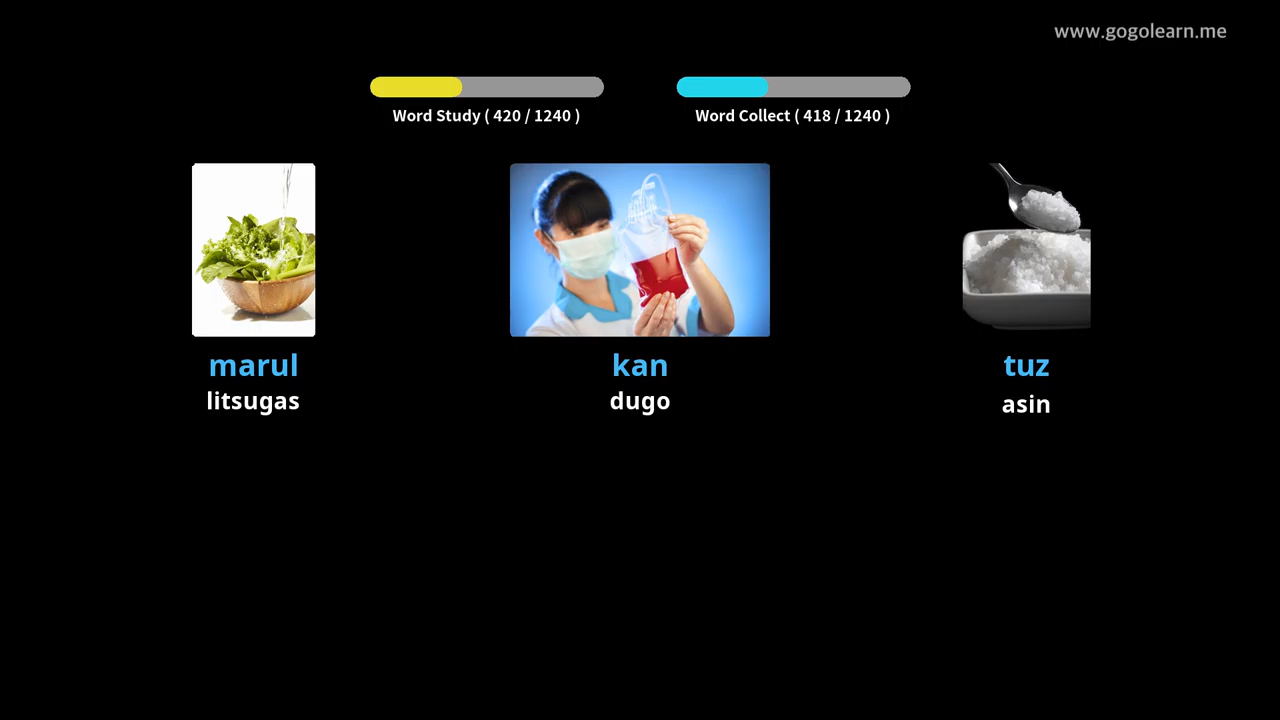 www.gogolearn.me
Word Study ( 420 / 1240 )
Word Collect ( 418 / 1240 )
marul
litsugas
kan
dugo
tuz
asin